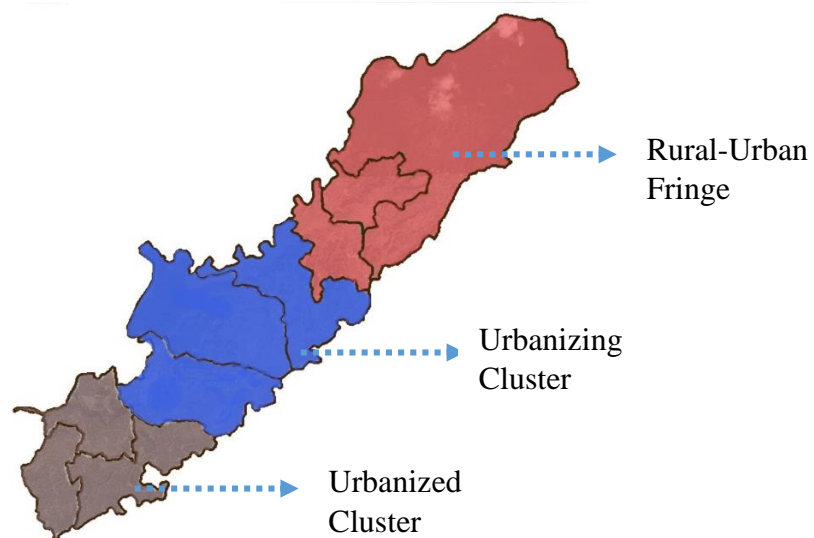 Rural-Urban
Fringe
Urbanizing
Cluster
Urbanized
Cluster